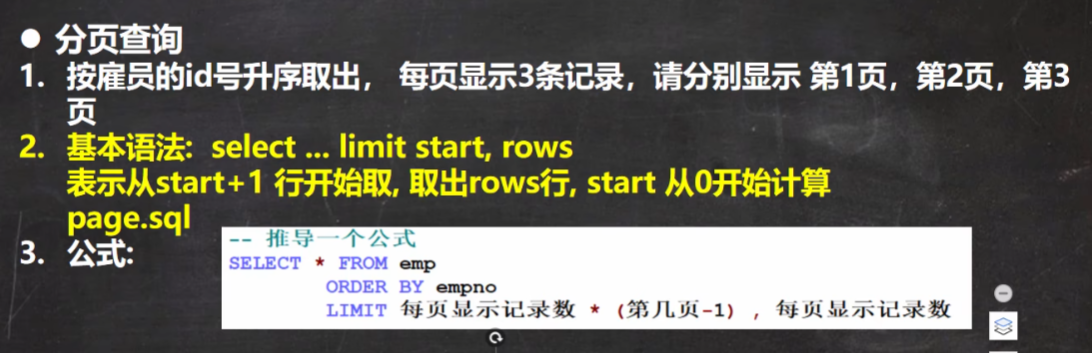 ● 分页查询
1. 按雇员的id号升序取出， 每页显示3条记录，请分别显示 第1页，第2页，第3
页
2. 基本语法：select ... limit start, rows
表示从start+1 行开始取, 取出rows行, start 从0开始计算
page.sql
3. 公式:
-- 推导一个公式
SELECT * FROM emp
ORDER BY empno
LIMIT 每页显示记录数 * (第几页-1) , 每页显示记录数